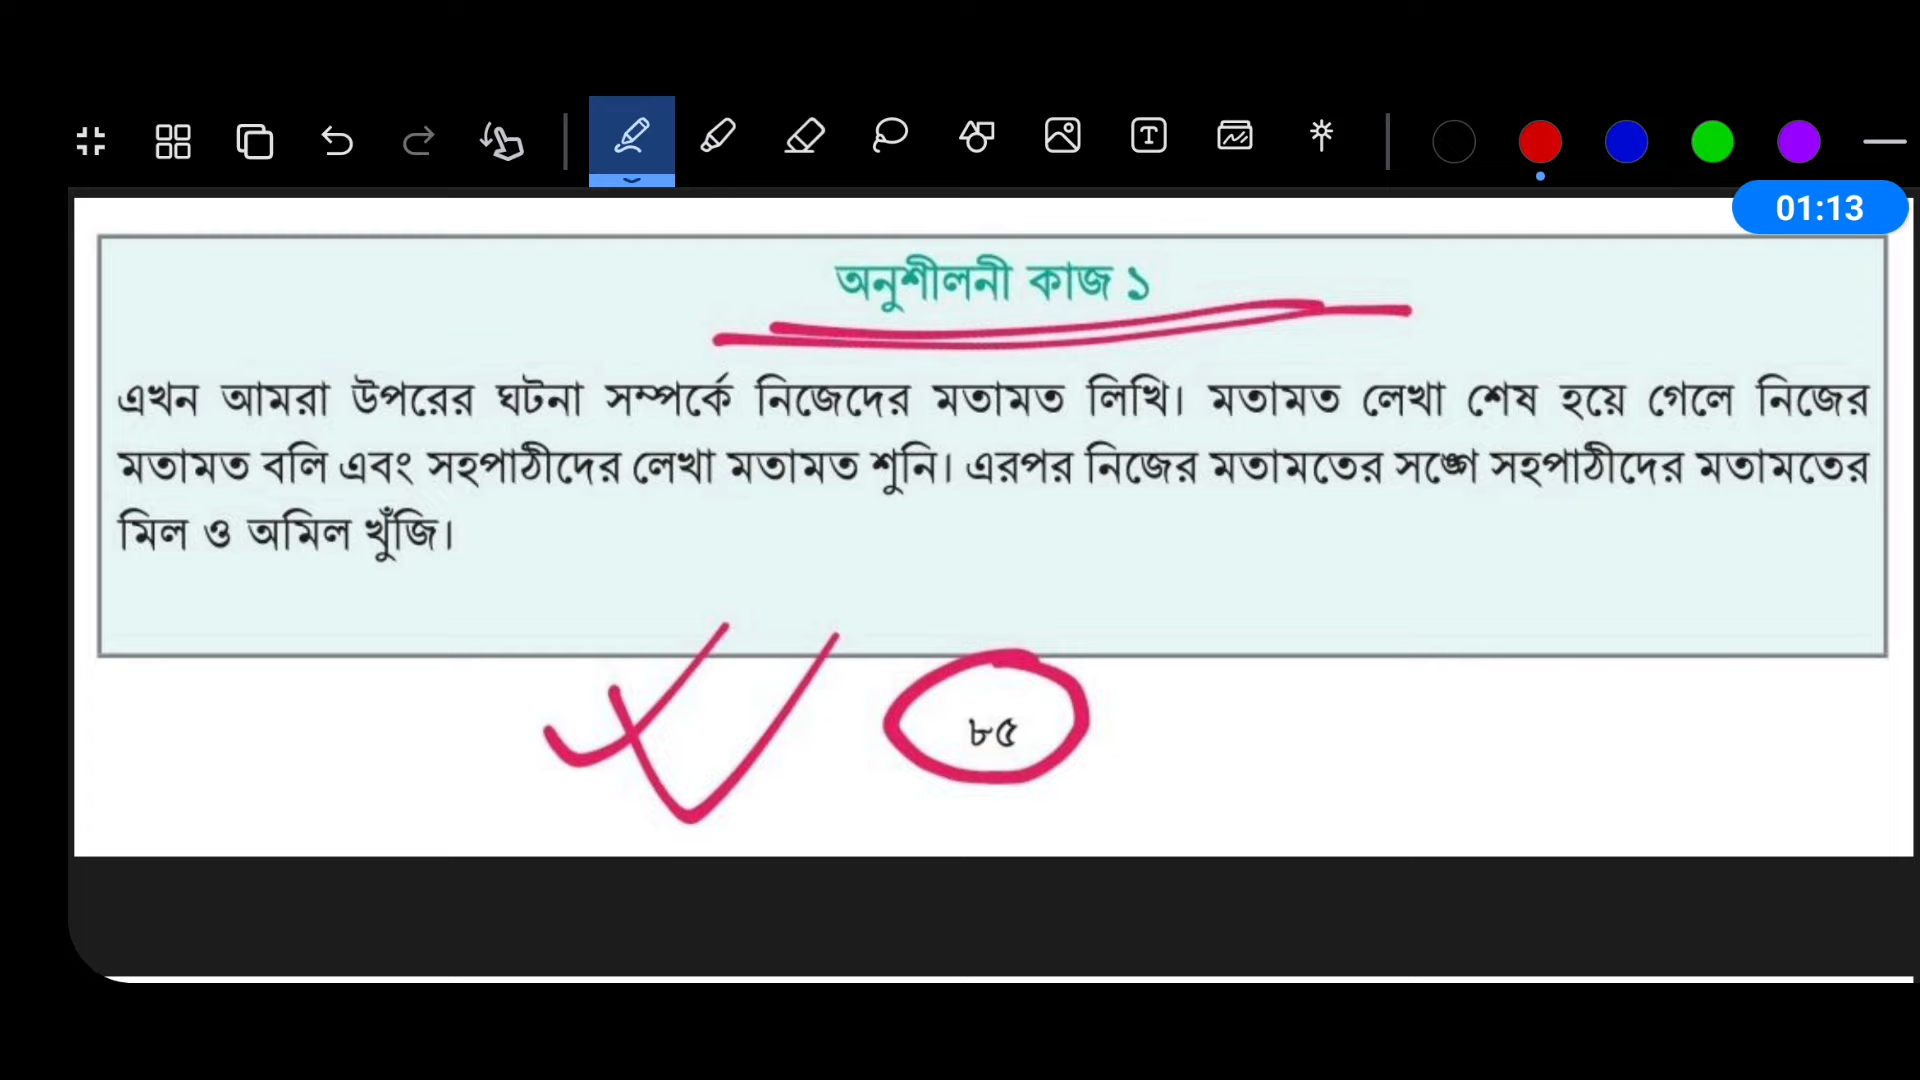 01:13
অনুশীলনী কাজ ১
এখন আমরা উপরের ঘটনা সম্পর্কে নিজেদের মতামত লিখি। মতামত লেখা শেষ হয়ে গেলে নিজের
মতামত বলি এবং সহপাঠীদের লেখা মতামত শুনি। এরপর নিজের মতামতের সঙ্গে সহপাঠীদের মতামতের
মিল ও অমিল খুঁজি।
৮৫